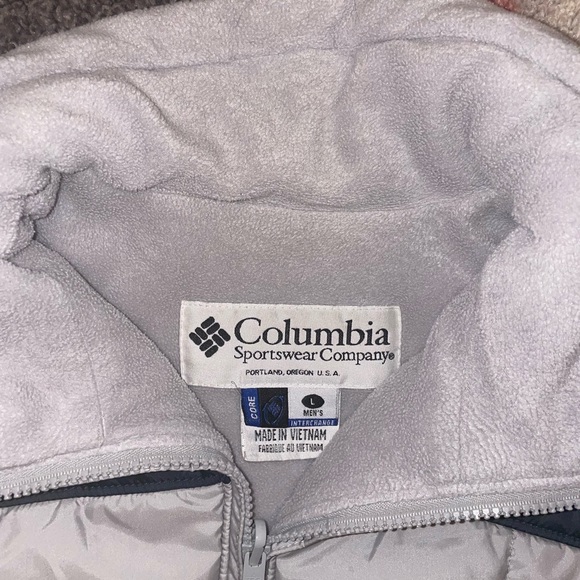 Columbia
Sportswear Company®
PORTLAND, OREGON U.S.A.
CORE
L
MEN'S
INTERCHANGE
MADE IN VIETNAM
FABRIQUE AU VIETNAM